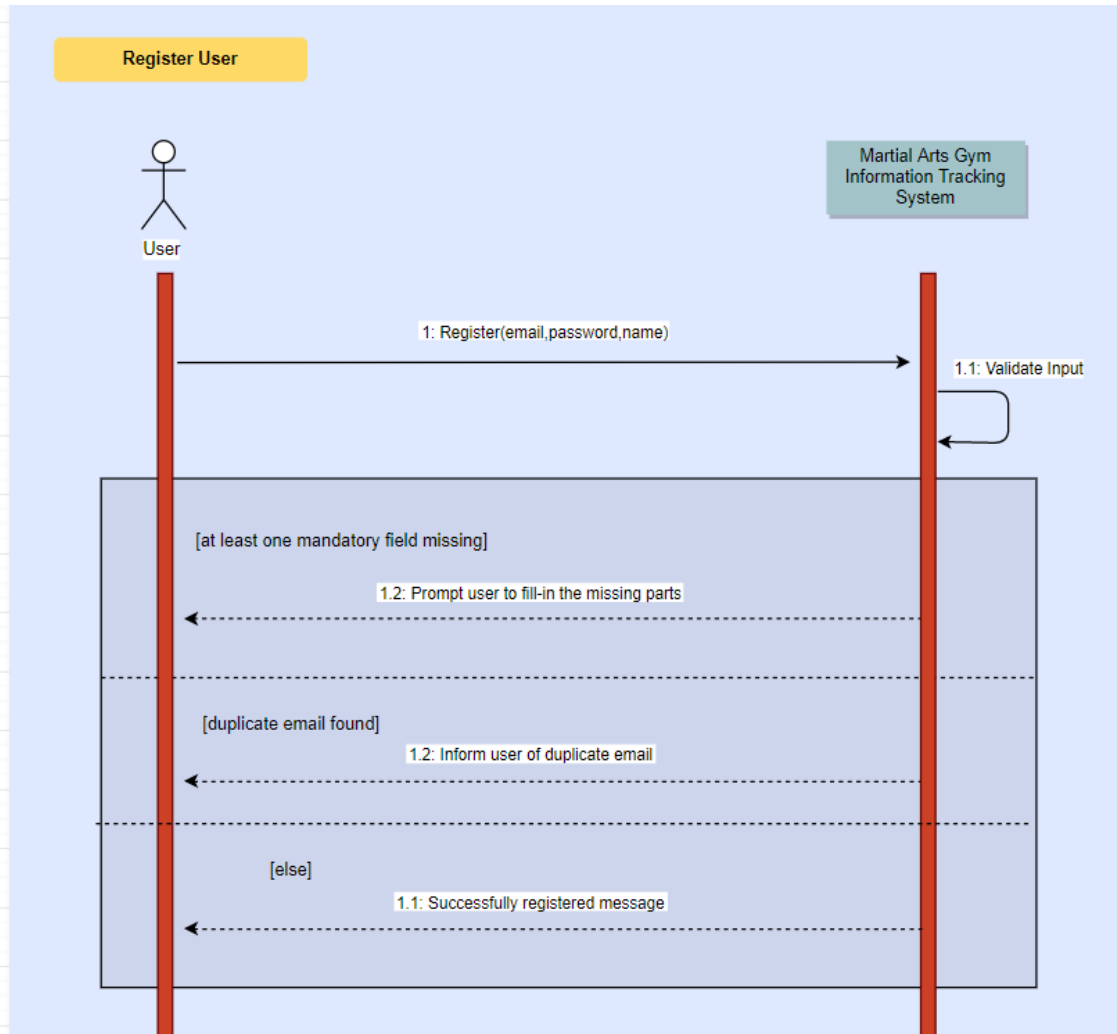 Register User
Martial Arts Gym
Information Tracking
System
User
1: Register(email,password,name)
1.1: Validate Input
[at least one mandatory field missing]
1.2: Prompt user to fill-in the missing parts
[duplicate email found]
1.2: Inform user of duplicate email
[else]
1.1: Successfully registered message